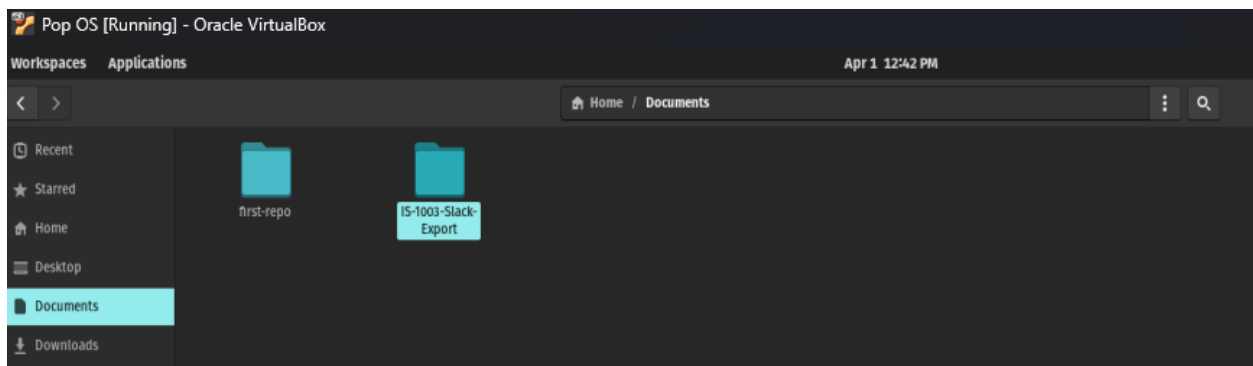 Pop OS [Running] - Oracle VirtualBox
Workspaces Applications Apr 1 12:42 PM
Home / Documents
Recent
Starred
Home
Desktop
Documents
Downloads
first-repo
IS-1003-Slack-
Export